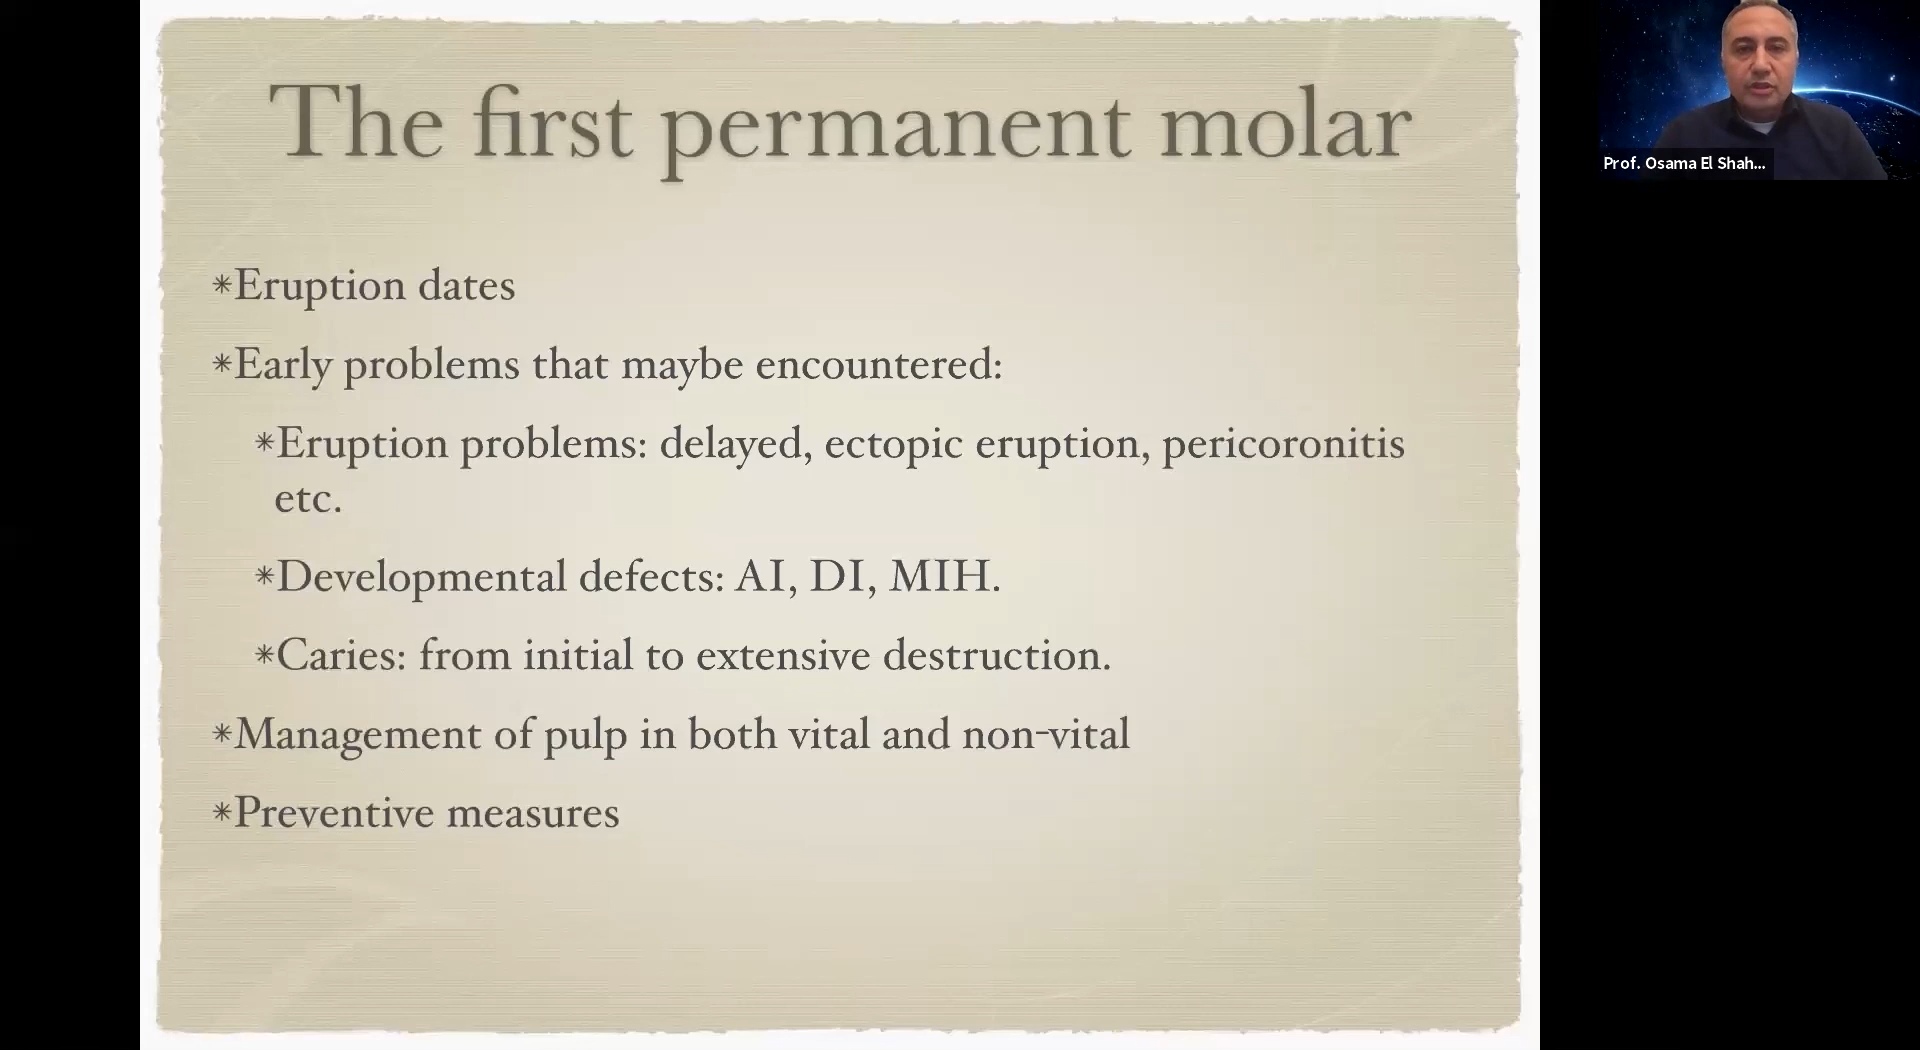 The first permanent molar
*Eruption dates
*Early problems that maybe encountered:
*Eruption problems: delayed, ectopic eruption, pericoronitis
etc.
*Developmental defects: AI, DI, MIH.
*Caries: from initial to extensive destruction.
*Management of pulp in both vital and non-vital
*Preventive measures
Prof. Osama El Shah...